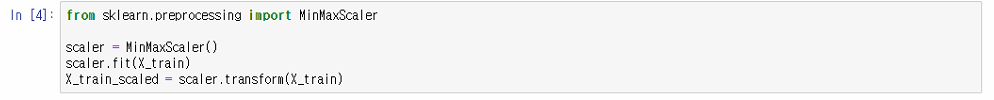 In [4]: from sklearn.preprocessing import MinMaxScaler
scaler = MinMaxScaler()
scaler.fit(X_train)
X_train_scaled = scaler.transform(X_train)